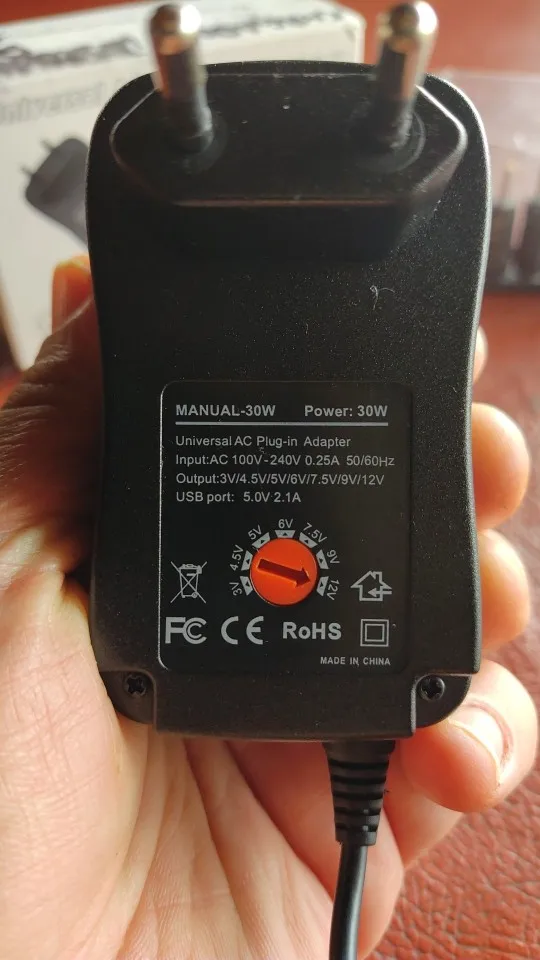 Universal
MANUAL-30W Power: 30W
Universal AC Plug-in Adapter
Input:AC 100V-240V 0.25A 50/60Hz
Output:3V/4.5V/5V/6V/7.5V/9V/12V
USB port: 5.0V 2.1A
3V 4.5V 5V 6V 7.5V 9V 12V
FC CE RoHS
MADE IN CHINA